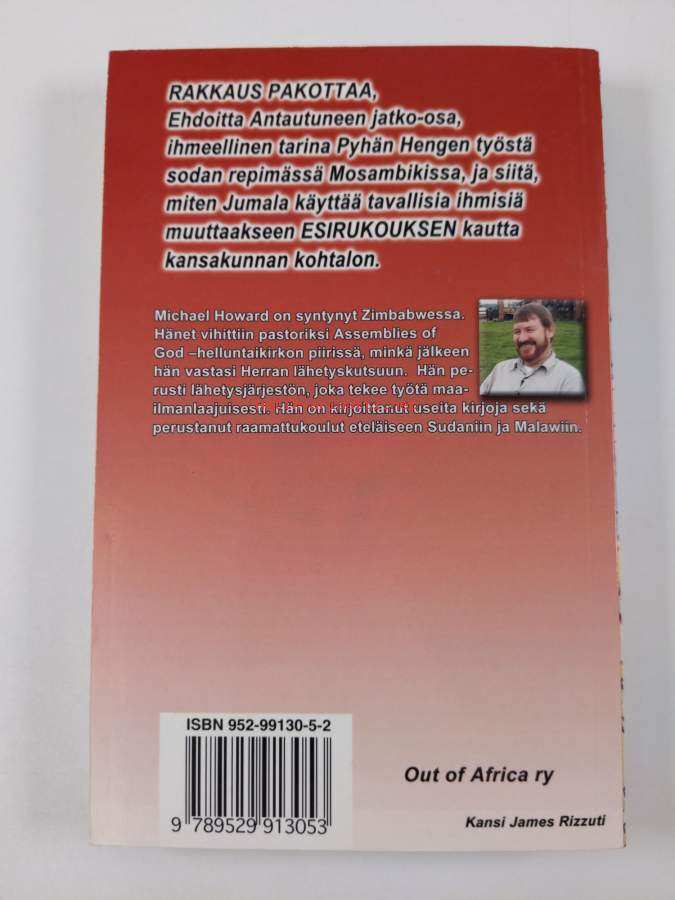 RAKKAUS PAKOTTAA,
Ehdoitta Antautuneen jatko-osa,
ihmeellinen tarina Pyhän Hengen työstä
sodan repimässä Mosambikissa, ja siitä,
miten Jumala käyttää tavallisia ihmisiä
muuttaakseen ESIRUKOUKSEN kautta
kansakunnan kohtalon.
Michael Howard on syntynyt Zimbabwessa.
Hänet vihittiin pastoriksi Assemblies of
God –helluntaikirkon piirissä, minkä jälkeen
hän vastasi Herran lähetyskutsuun. Hän pe-
rusti lähetysjärjestön, joka tekee työtä maa-
ilmanlaajuisesti. Hän on kirjoittanut useita kirjoja sekä
perustanut raamattukoulut eteläiseen Sudaniin ja Malawiin.
ISBN 952-99130-5-2
9 789529 913053
Out of Africa ry
Kansi James Rizzuti